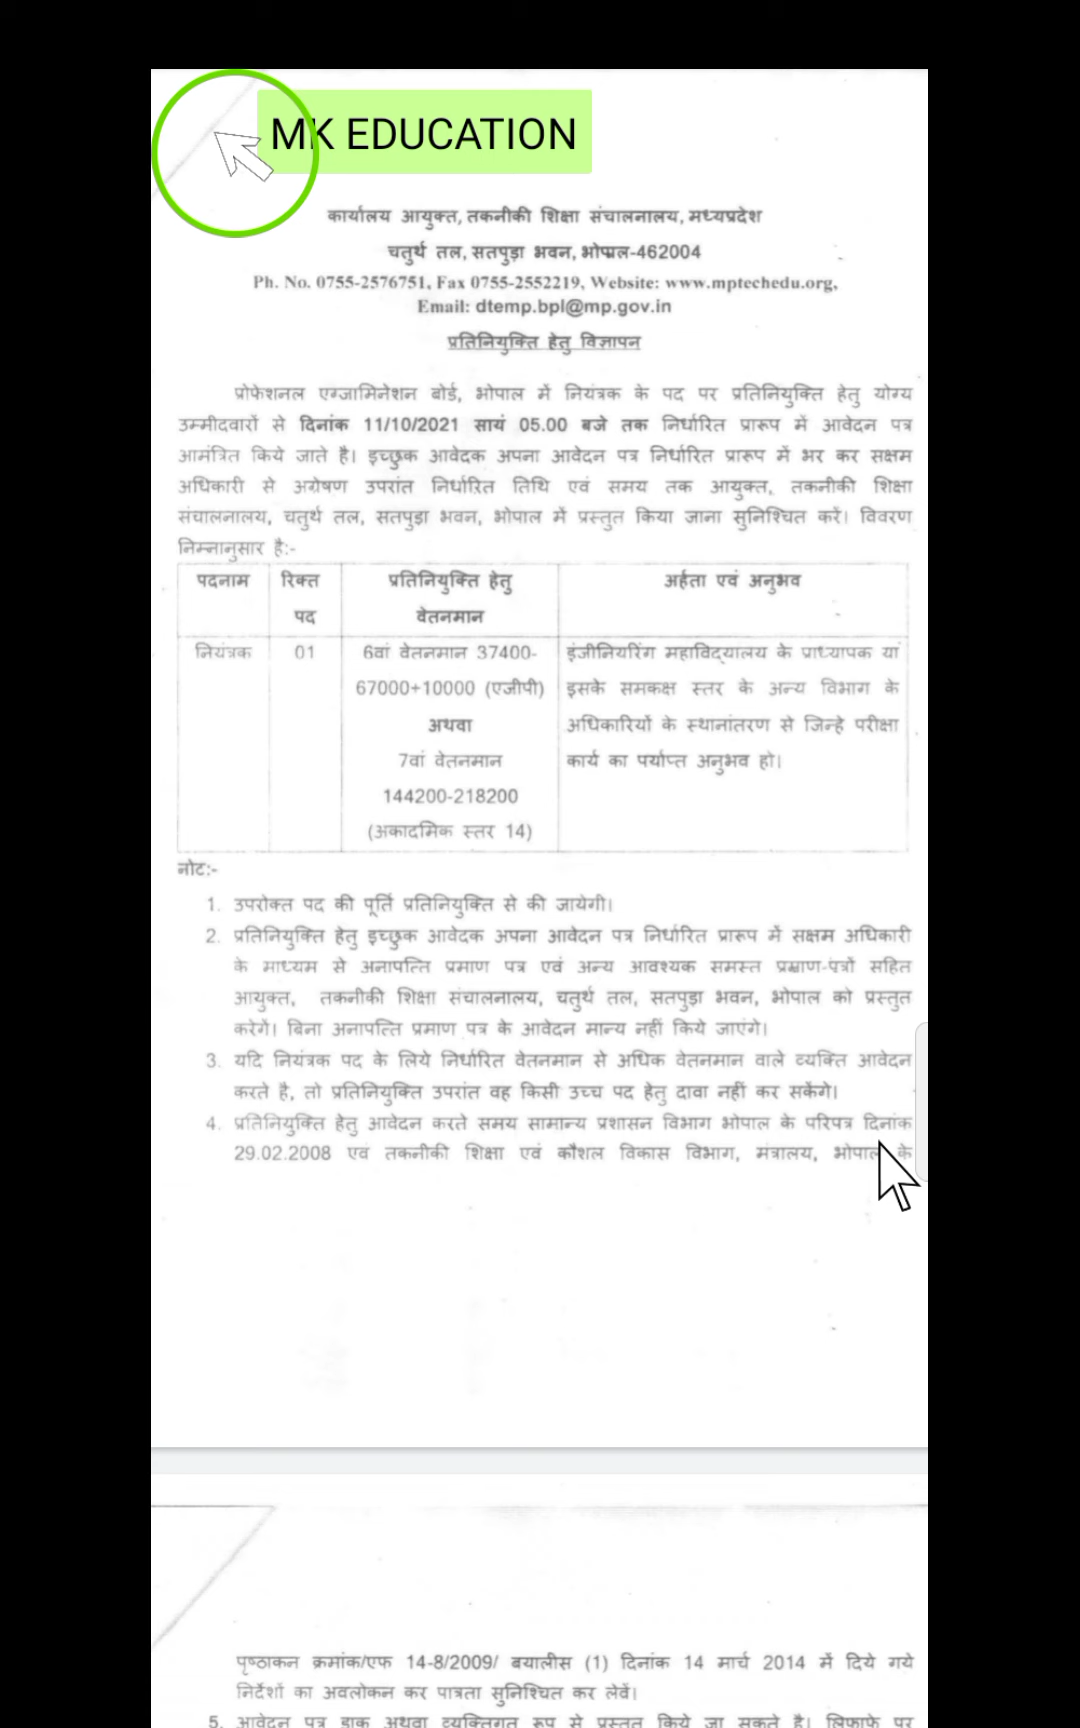 MK EDUCATION
कार्यालय आयुक्त, तकनीकी शिक्षा संचालनालय, मध्यप्रदेश
चतुर्थ तल, सतपुड़ा भवन, भोपाल-462004
Ph. No. 0755-2576751, Fax 0755-2552219, Website: www.mptechedu.org,
Email: dtemp.bpl@mp.gov.in
प्रतिनियुक्ति हेतु विज्ञापन
प्रोफेशनल एग्जामिनेशन बोर्ड, भोपाल में नियंत्रक के पद पर प्रतिनियुक्ति हेतु योग्य
उम्मीदवारों से दिनांक 11/10/2021 सायं 05.00 बजे तक निर्धारित प्रारूप में आवेदन पत्र
आमंत्रित किये जाते है। इच्छुक आवेदक अपना आवेदन पत्र निर्धारित प्रारूप में भर कर सक्षम
अधिकारी से अग्रेषण उपरांत निर्धारित तिथि एवं समय तक आयुक्त, तकनीकी शिक्षा
संचालनालय, चतुर्थ तल, सतपुड़ा भवन, भोपाल में प्रस्तुत किया जाना सुनिश्चित करें। विवरण
निम्नानुसार है:-
पदनाम रिक्त पद प्रतिनियुक्ति हेतु वेतनमान अर्हता एवं अनुभव
नियंत्रक 01 6वां वेतनमान 37400- इंजीनियरिंग महाविद्यालय के प्राध्यापक यां
67000+10000 (एजीपी) इसके समकक्ष स्तर के अन्य विभाग के
अथवा अधिकारियों के स्थानांतरण से जिन्हे परीक्षा
7वां वेतनमान कार्य का पर्याप्त अनुभव हो।
144200-218200
(अकादमिक स्तर 14)
नोट:-
1. उपरोक्त पद की पूर्ति प्रतिनियुक्ति से की जायेगी।
2. प्रतिनियुक्ति हेतु इच्छुक आवेदक अपना आवेदन पत्र निर्धारित प्रारूप में सक्षम अधिकारी
के माध्यम से अनापत्ति प्रमाण पत्र एवं अन्य आवश्यक समस्त प्रमाण-पत्रों सहित
आयुक्त, तकनीकी शिक्षा संचालनालय, चतुर्थ तल, सतपुड़ा भवन, भोपाल को प्रस्तुत
करेगें। बिना अनापत्ति प्रमाण पत्र के आवेदन मान्य नहीं किये जाएंगे।
3. यदि नियंत्रक पद के लिये निर्धारित वेतनमान से अधिक वेतनमान वाले व्यक्ति आवेदन
करते है, तो प्रतिनियुक्ति उपरांत वह किसी उच्च पद हेतु दावा नहीं कर सकेंगे।
4. प्रतिनियुक्ति हेतु आवेदन करते समय सामान्य प्रशासन विभाग भोपाल के परिपत्र दिनांक
29.02.2008 एवं तकनीकी शिक्षा एवं कौशल विकास विभाग, मंत्रालय, भोपाल के
पृष्ठाकन क्रमांक/एफ 14-8/2009/ बयालीस (1) दिनांक 14 मार्च 2014 में दिये गये
निर्देशों का अवलोकन कर पात्रता सुनिश्चित कर लेवें।
5. आवेदन पत्र डाक अथवा व्यक्तिगत रूप से प्रस्तुत किये जा सकते है। लिफाफे पर